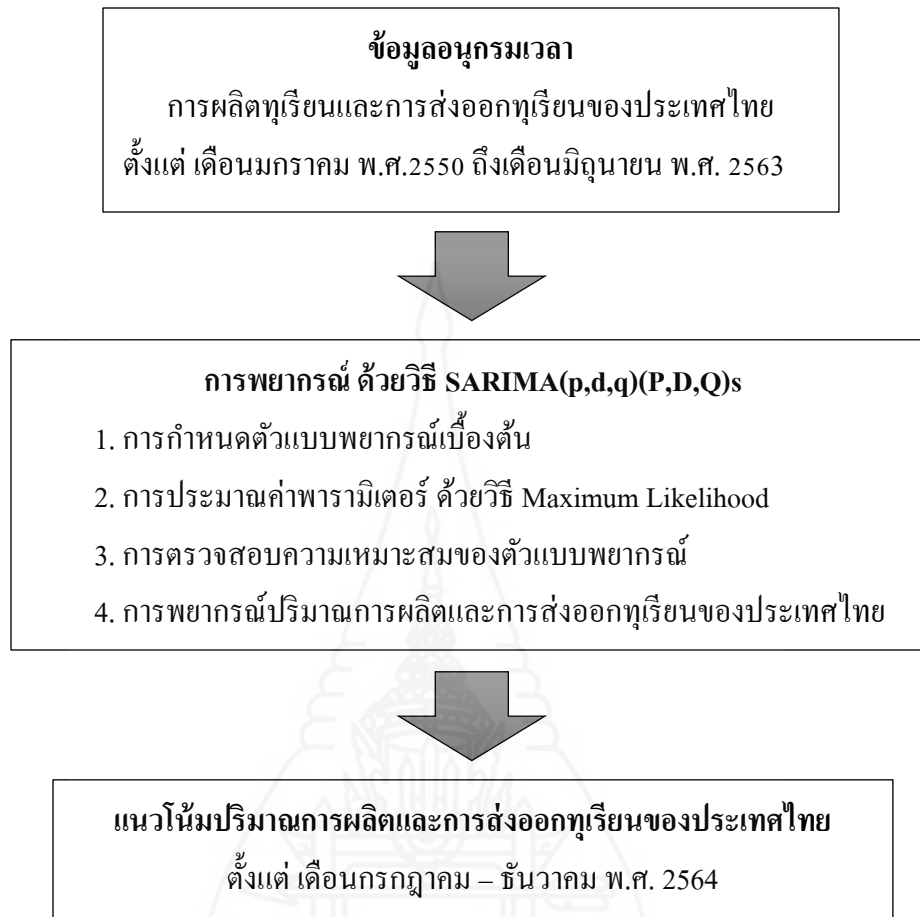 ข้อมูลอนุกรมเวลา
การผลิตทุเรียนและการส่งออกทุเรียนของประเทศไทย
ตั้งแต่ เดือนมกราคม พ.ศ.2550 ถึงเดือนมิถุนายน พ.ศ. 2563
การพยากรณ์ ด้วยวิธี SARIMA(p,d,q)(P,D,Q)s
1. การกำหนดตัวแบบพยากรณ์เบื้องต้น
2. การประมาณค่าพารามิเตอร์ ด้วยวิธี Maximum Likelihood
3. การตรวจสอบความเหมาะสมของตัวแบบพยากรณ์
4. การพยากรณ์ปริมาณการผลิตและการส่งออกทุเรียนของประเทศไทย
แนวโน้มปริมาณการผลิตและการส่งออกทุเรียนของประเทศไทย
ตั้งแต่ เดือนกรกฎาคม – ธันวาคม พ.ศ. 2564